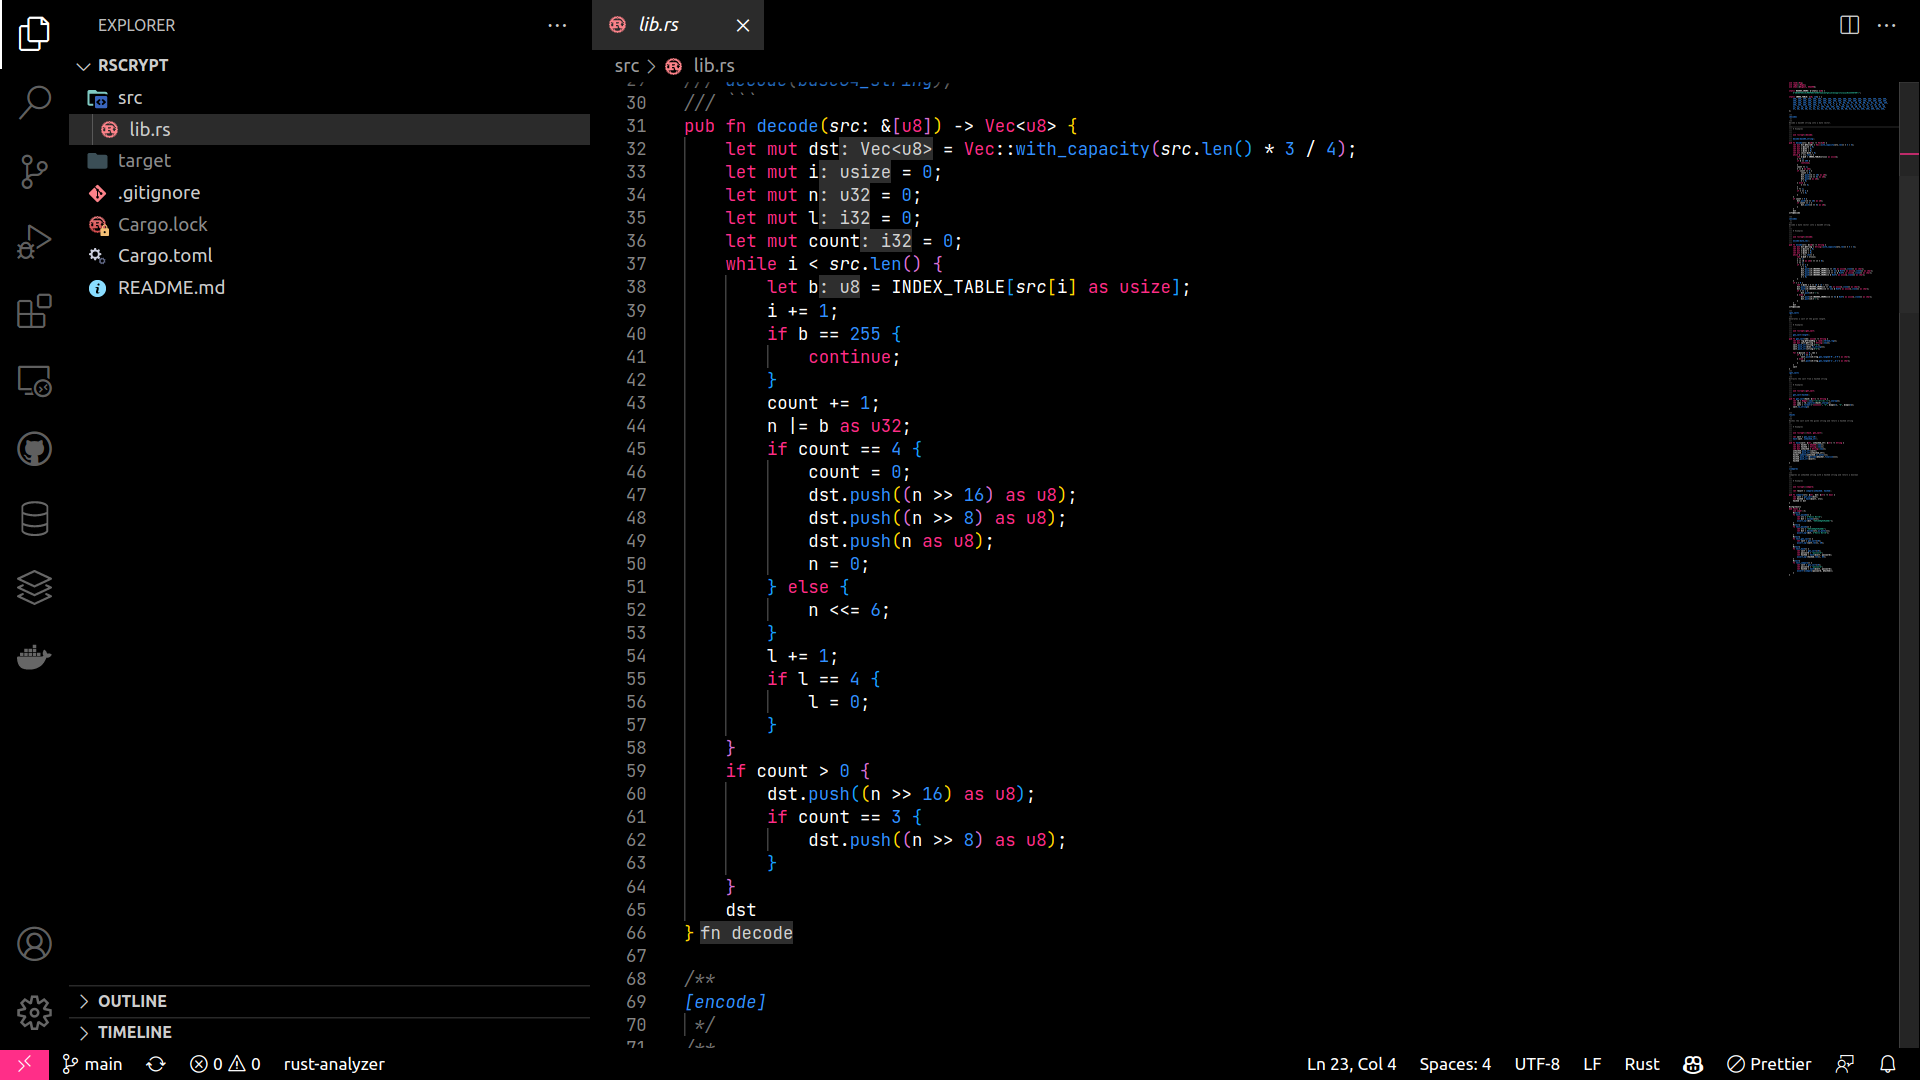 EXPLORER
RSCRYPT
src
lib.rs
target
.gitignore
Cargo.lock
Cargo.toml
README.md
OUTLINE
TIMELINE
lib.rs
src > lib.rs
29 /// decode(base64_string);
30 /// ```
31 pub fn decode(src: &[u8]) -> Vec<u8> {
32     let mut dst: Vec<u8> = Vec::with_capacity(src.len() * 3 / 4);
33     let mut i: usize = 0;
34     let mut n: u32 = 0;
35     let mut l: i32 = 0;
36     let mut count: i32 = 0;
37     while i < src.len() {
38         let b: u8 = INDEX_TABLE[src[i] as usize];
39         i += 1;
40         if b == 255 {
41             continue;
42         }
43         count += 1;
44         n |= b as u32;
45         if count == 4 {
46             count = 0;
47             dst.push((n >> 16) as u8);
48             dst.push((n >> 8) as u8);
49             dst.push(n as u8);
50             n = 0;
51         } else {
52             n <<= 6;
53         }
54         l += 1;
55         if l == 4 {
56             l = 0;
57         }
58     }
59     if count > 0 {
60         dst.push((n >> 16) as u8);
61         if count == 3 {
62             dst.push((n >> 8) as u8);
63         }
64     }
65     dst
66 } fn decode
67
68 /**
69 [encode]
70  */
71 /**
main 0 0 rust-analyzer Ln 23, Col 4 Spaces: 4 UTF-8 LF Rust Prettier